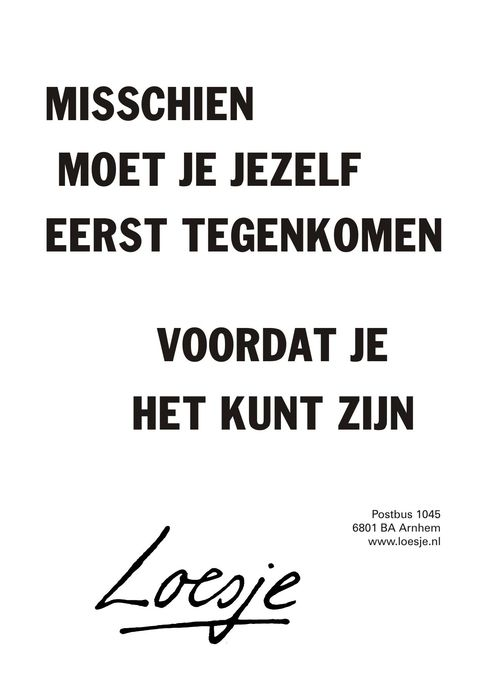 MISSCHIEN
MOET JE JEZELF
EERST TEGENKOMEN
VOORDAT JE
HET KUNT ZIJN
Postbus 1045
6801 BA Arnhem
www.loesje.nl
Loesje